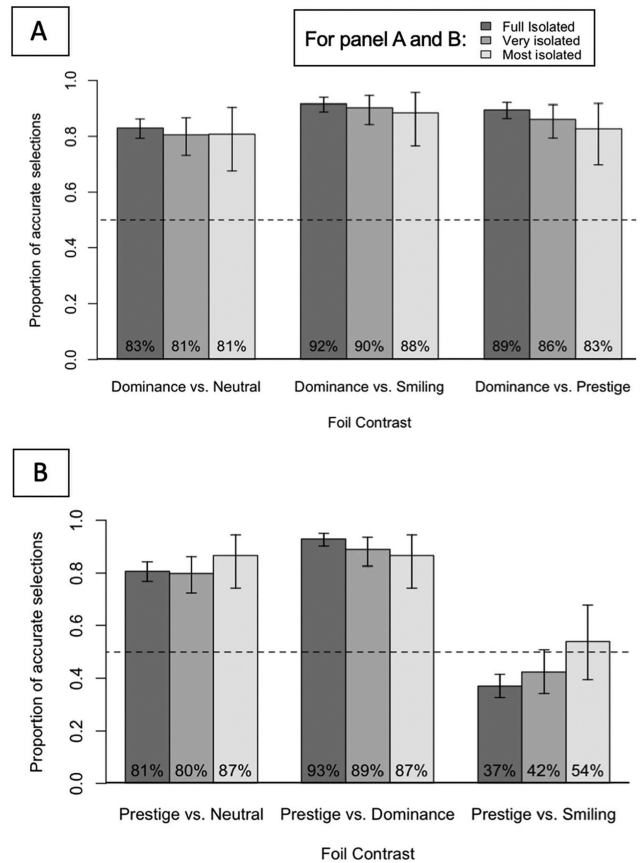 A
For panel A and B:
Full Isolated
Very isolated
Most isolated
Proportion of accurate selections
1.0
0.8
0.6
0.4
0.2
0.0
83% 81% 81% 92% 90% 88% 89% 86% 83%
Dominance vs. Neutral Dominance vs. Smiling Dominance vs. Prestige
Foil Contrast
B
Proportion of accurate selections
1.0
0.8
0.6
0.4
0.2
0.0
81% 80% 87% 93% 89% 87% 37% 42% 54%
Prestige vs. Neutral Prestige vs. Dominance Prestige vs. Smiling
Foil Contrast